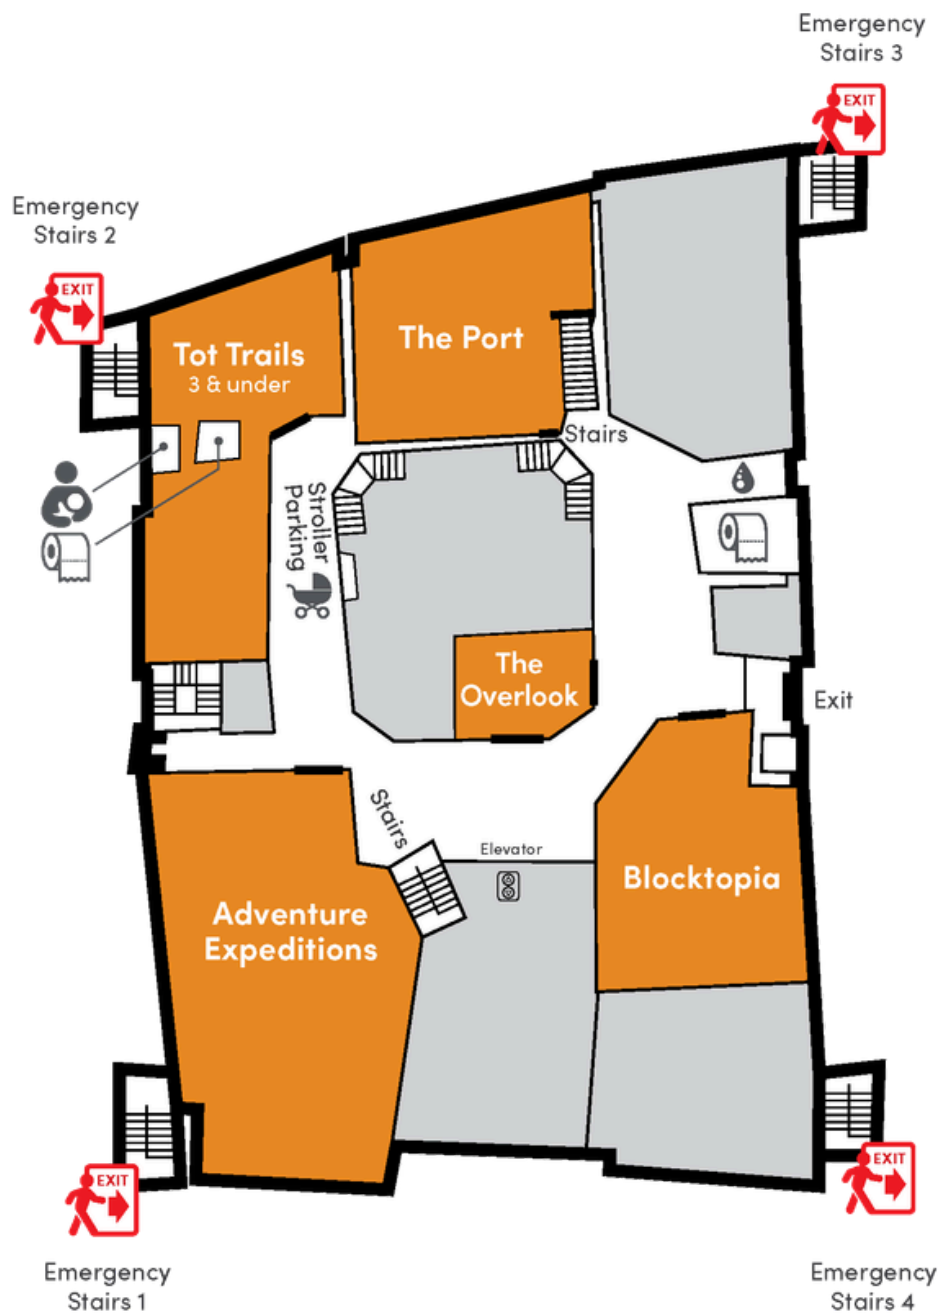 Emergency
Stairs 3
EXIT
Emergency
Stairs 2
EXIT
Tot Trails
3 & under
The Port
Stairs
Stroller
Parking
The
Overlook
Exit
Stairs
Elevator
Blocktopia
Adventure
Expeditions
EXIT
EXIT
Emergency
Stairs 1
Emergency
Stairs 4